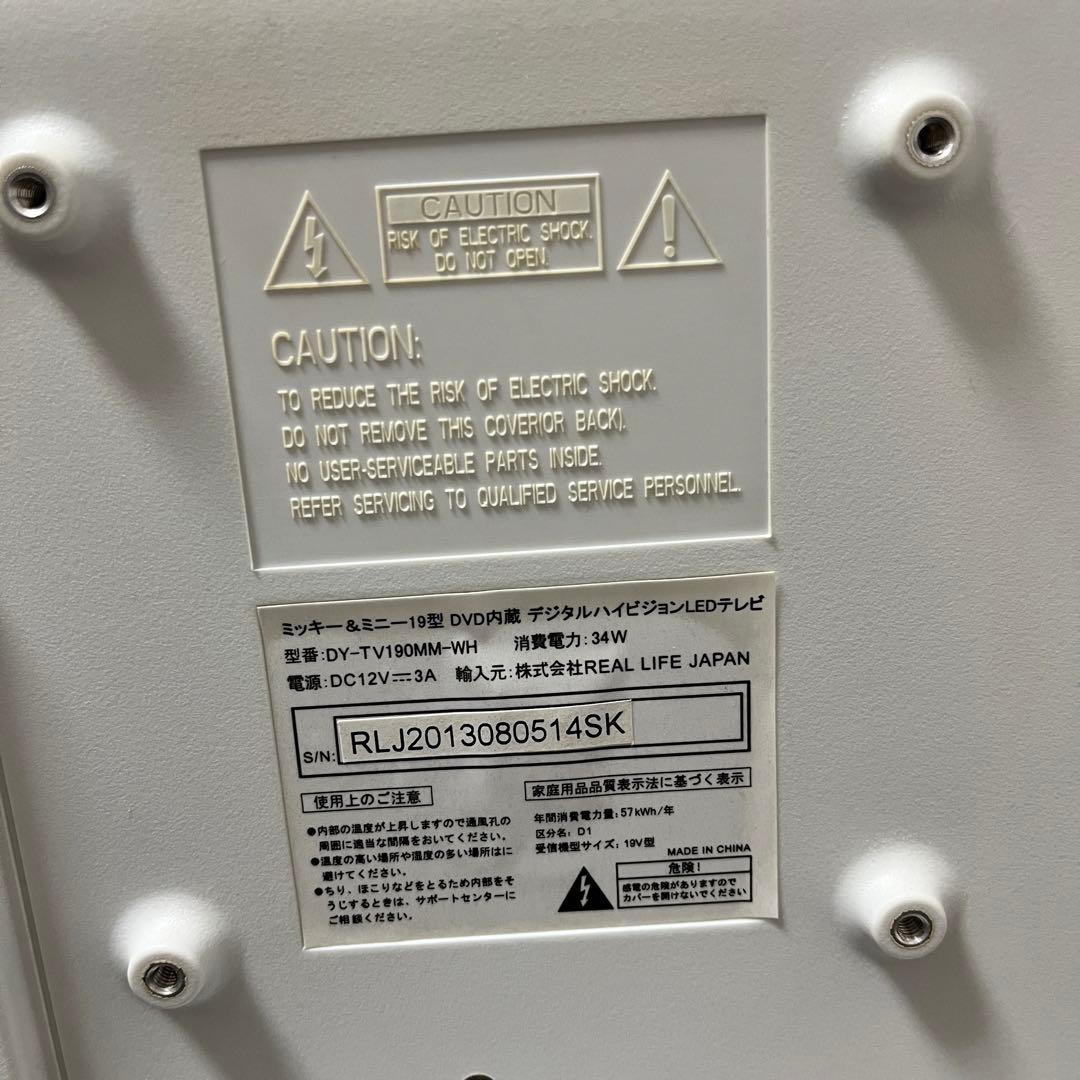 CAUTION
RISK OF ELECTRIC SHOCK.
DO NOT OPEN.
CAUTION:
TO REDUCE THE RISK OF ELECTRIC SHOCK.
DO NOT REMOVE THIS COVER(OR BACK).
NO USER-SERVICEABLE PARTS INSIDE.
REFER SERVICING TO QUALIFIED SERVICE PERSONNEL.
ミッキー&ミニー19型 DVD内蔵 デジタルハイビジョンLEDテレビ
型番:DY-TV190MM-WH 消費電力:34W
電源:DC12V⎓3A 輸入元:株式会社REAL LIFE JAPAN
S/N: RLJ2013080514SK
使用上のご注意
●内部の温度が上昇しますので通風孔の
周囲に適当な間隔をおいてください。
●温度の高い場所や湿度の多い場所はに
避けてください。
●ちり、ほこりなどをとるため内部をそ
うじするときは、サポートセンターに
ご相談ください。
家庭用品品質表示法に基づく表示
年間消費電力量:57kWh/年
区分名:D1
受信機型サイズ:19V型
MADE IN CHINA
危険!
感電の危険がありますので
カバーを開けないでください